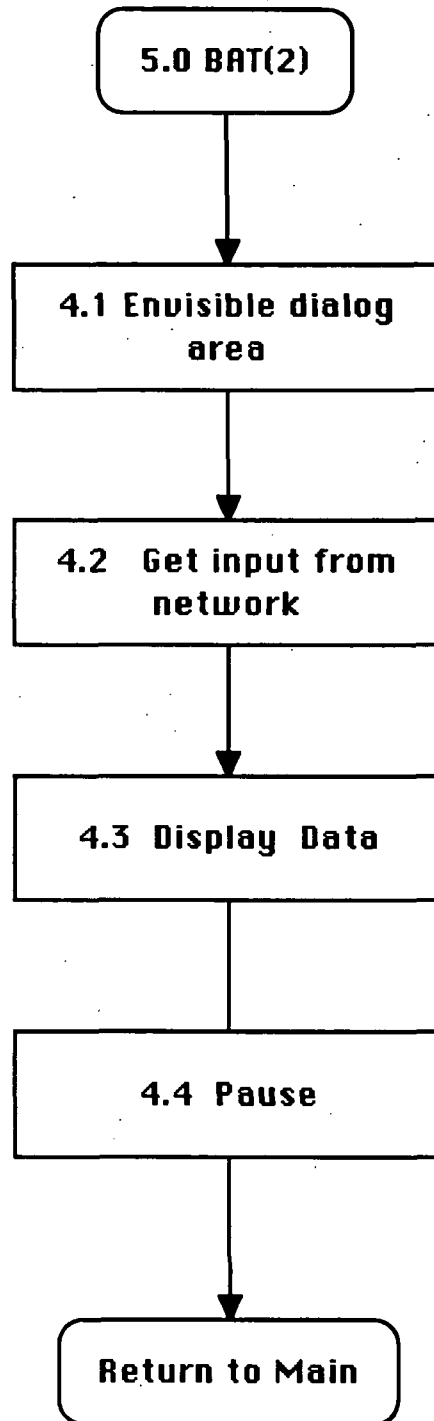 5.0 BAT(2)
4.1 Envisible dialog
area
4.2 Get input from
network
4.3 Display Data
4.4 Pause
Return to Main